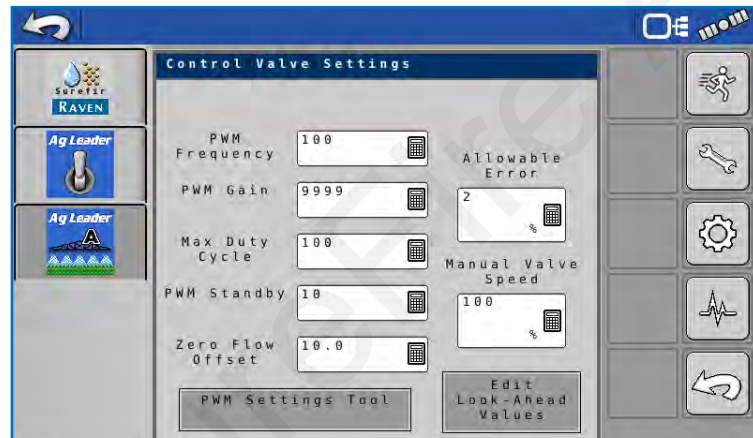 Control Valve Settings
Surefir
RAVEN
Ag Leader
Ag Leader
A
PWM
Frequency
100
PWM Gain
9999
Max Duty
Cycle
100
PWM Standby
10
Zero Flow
Offset
10.0
Allowable
Error
2
%
Manual Valve
Speed
100
%
PWM Settings Tool
Edit
Look-Ahead
Values